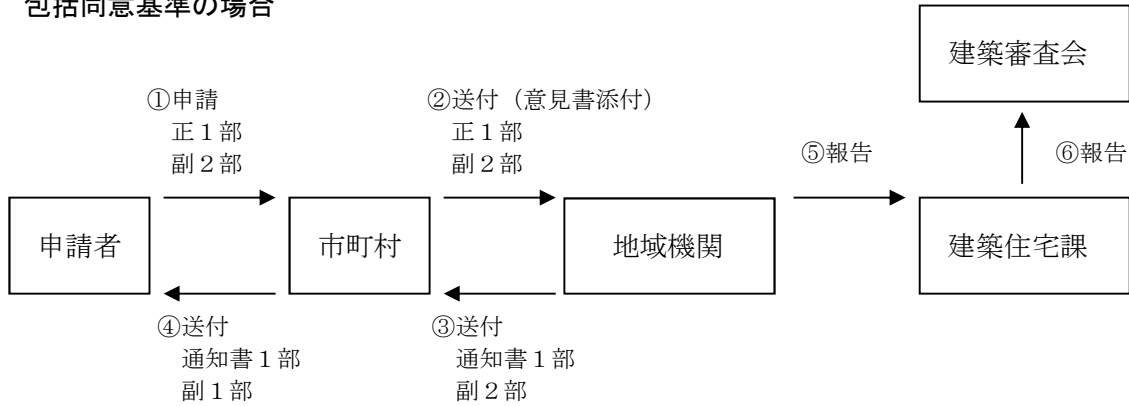 包括同意基準の場合
建築審査会
①申請
正１部
副２部
②送付（意見書添付）
正１部
副２部
⑤報告
⑥報告
申請者
市町村
地域機関
建築住宅課
④送付
通知書１部
副１部
③送付
通知書１部
副２部